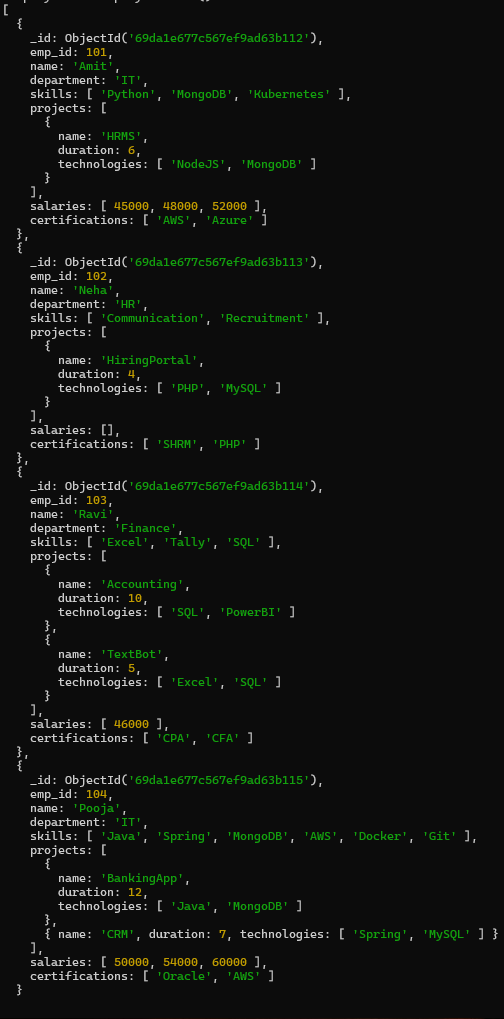 [
  {
    _id: ObjectId('69da1e677c567ef9ad63b112'),
    emp_id: 101,
    name: 'Amit',
    department: 'IT',
    skills: [ 'Python', 'MongoDB', 'Kubernetes' ],
    projects: [
      {
        name: 'HRMS',
        duration: 6,
        technologies: [ 'NodeJS', 'MongoDB' ]
      }
    ],
    salaries: [ 45000, 48000, 52000 ],
    certifications: [ 'AWS', 'Azure' ]
  },
  {
    _id: ObjectId('69da1e677c567ef9ad63b113'),
    emp_id: 102,
    name: 'Neha',
    department: 'HR',
    skills: [ 'Communication', 'Recruitment' ],
    projects: [
      {
        name: 'HiringPortal',
        duration: 4,
        technologies: [ 'PHP', 'MySQL' ]
      }
    ],
    salaries: [],
    certifications: [ 'SHRM', 'PHP' ]
  },
  {
    _id: ObjectId('69da1e677c567ef9ad63b114'),
    emp_id: 103,
    name: 'Ravi',
    department: 'Finance',
    skills: [ 'Excel', 'Tally', 'SQL' ],
    projects: [
      {
        name: 'Accounting',
        duration: 10,
        technologies: [ 'SQL', 'PowerBI' ]
      },
      {
        name: 'TextBot',
        duration: 5,
        technologies: [ 'Excel', 'SQL' ]
      }
    ],
    salaries: [ 46000 ],
    certifications: [ 'CPA', 'CFA' ]
  },
  {
    _id: ObjectId('69da1e677c567ef9ad63b115'),
    emp_id: 104,
    name: 'Pooja',
    department: 'IT',
    skills: [ 'Java', 'Spring', 'MongoDB', 'AWS', 'Docker', 'Git' ],
    projects: [
      {
        name: 'BankingApp',
        duration: 12,
        technologies: [ 'Java', 'MongoDB' ]
      },
      { name: 'CRM', duration: 7, technologies: [ 'Spring', 'MySQL' ] }
    ],
    salaries: [ 50000, 54000, 60000 ],
    certifications: [ 'Oracle', 'AWS' ]
  }